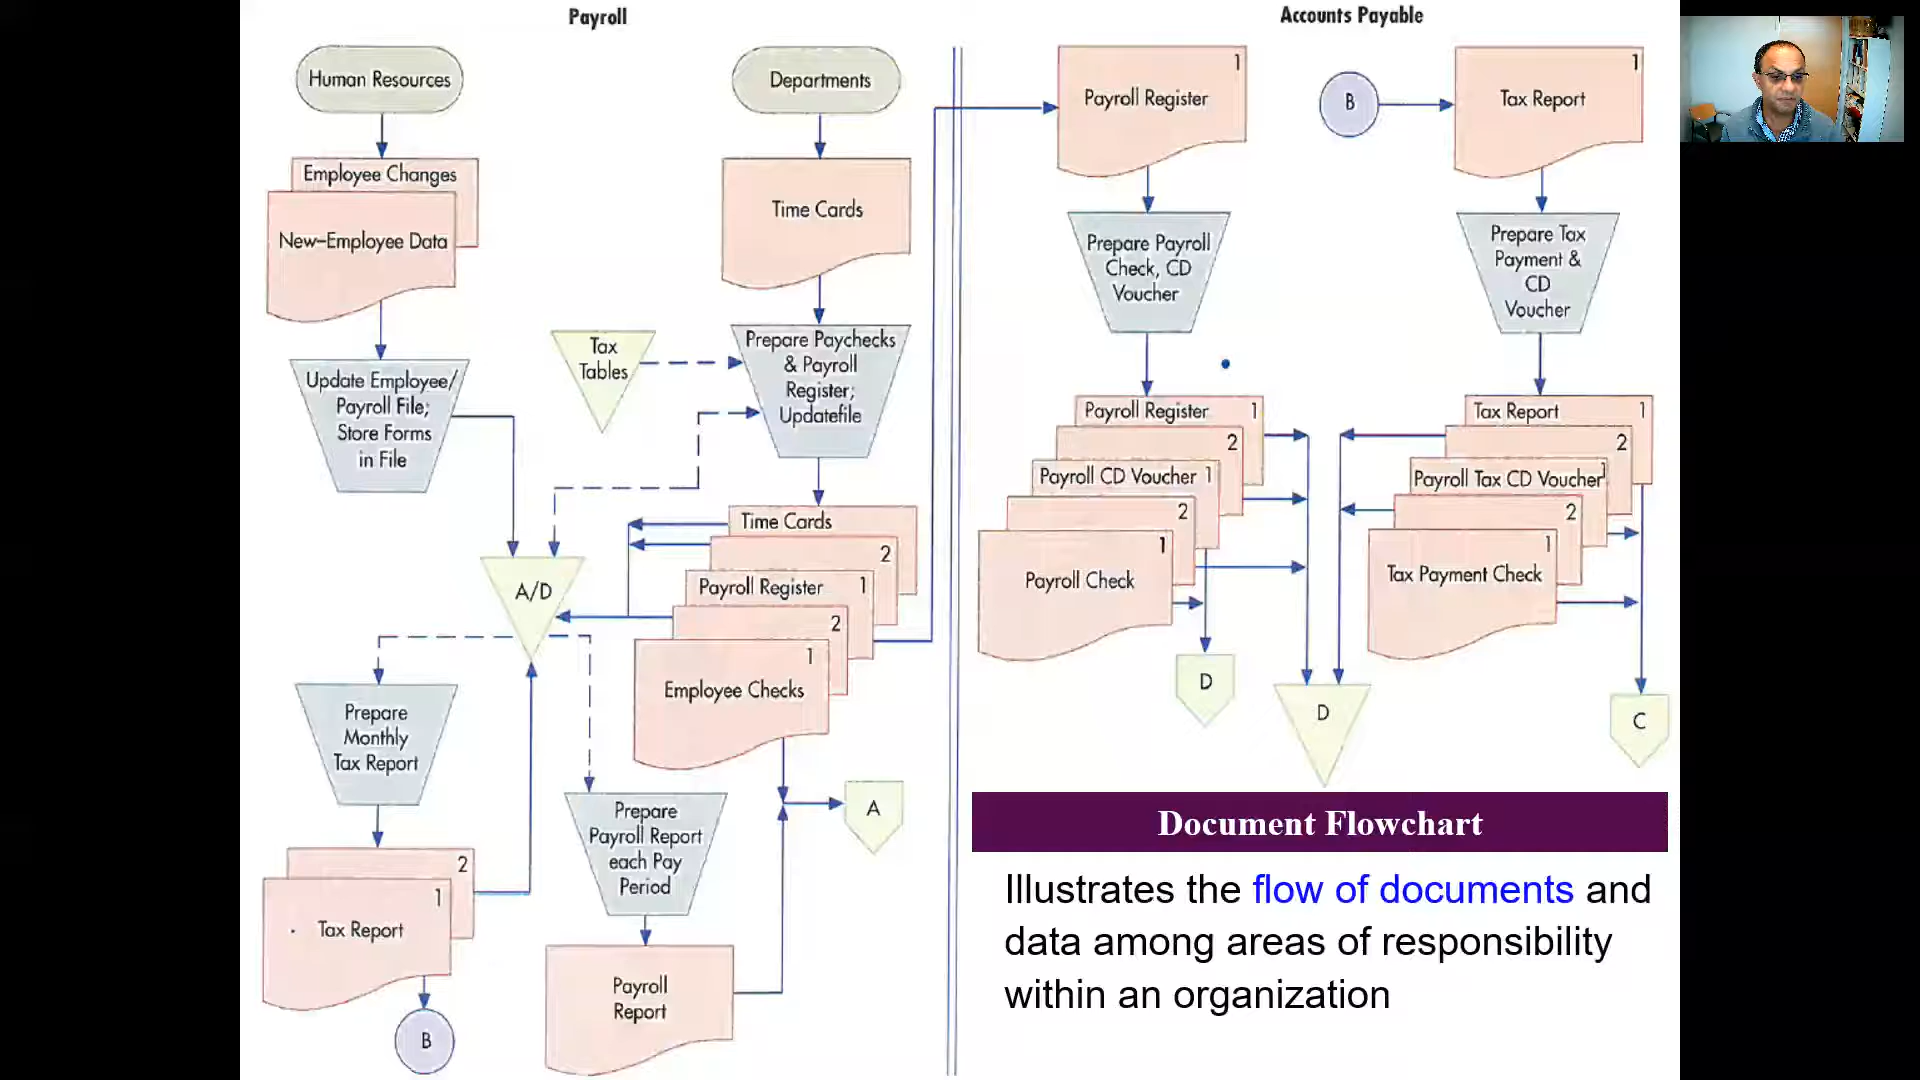 Payroll
Accounts Payable
Human Resources
Departments
Employee Changes
New–Employee Data
Time Cards
Update Employee/
Payroll File;
Store Forms
in File
Tax
Tables
Prepare Paychecks
& Payroll
Register;
Updatefile
A/D
Time Cards
2
Payroll Register 1
2
1
Employee Checks
Prepare
Monthly
Tax Report
2
1
Tax Report
B
Prepare
Payroll Report
each Pay
Period
Payroll
Report
A
1
Payroll Register
B
1
Tax Report
Prepare Payroll
Check, CD
Voucher
Prepare Tax
Payment &
CD
Voucher
Payroll Register 1
2
Payroll CD Voucher 1
2
1
Payroll Check
D
D
Tax Report 1
2
Payroll Tax CD Voucher 1
2
1
Tax Payment Check
C
Document Flowchart
Illustrates the flow of documents and
data among areas of responsibility
within an organization